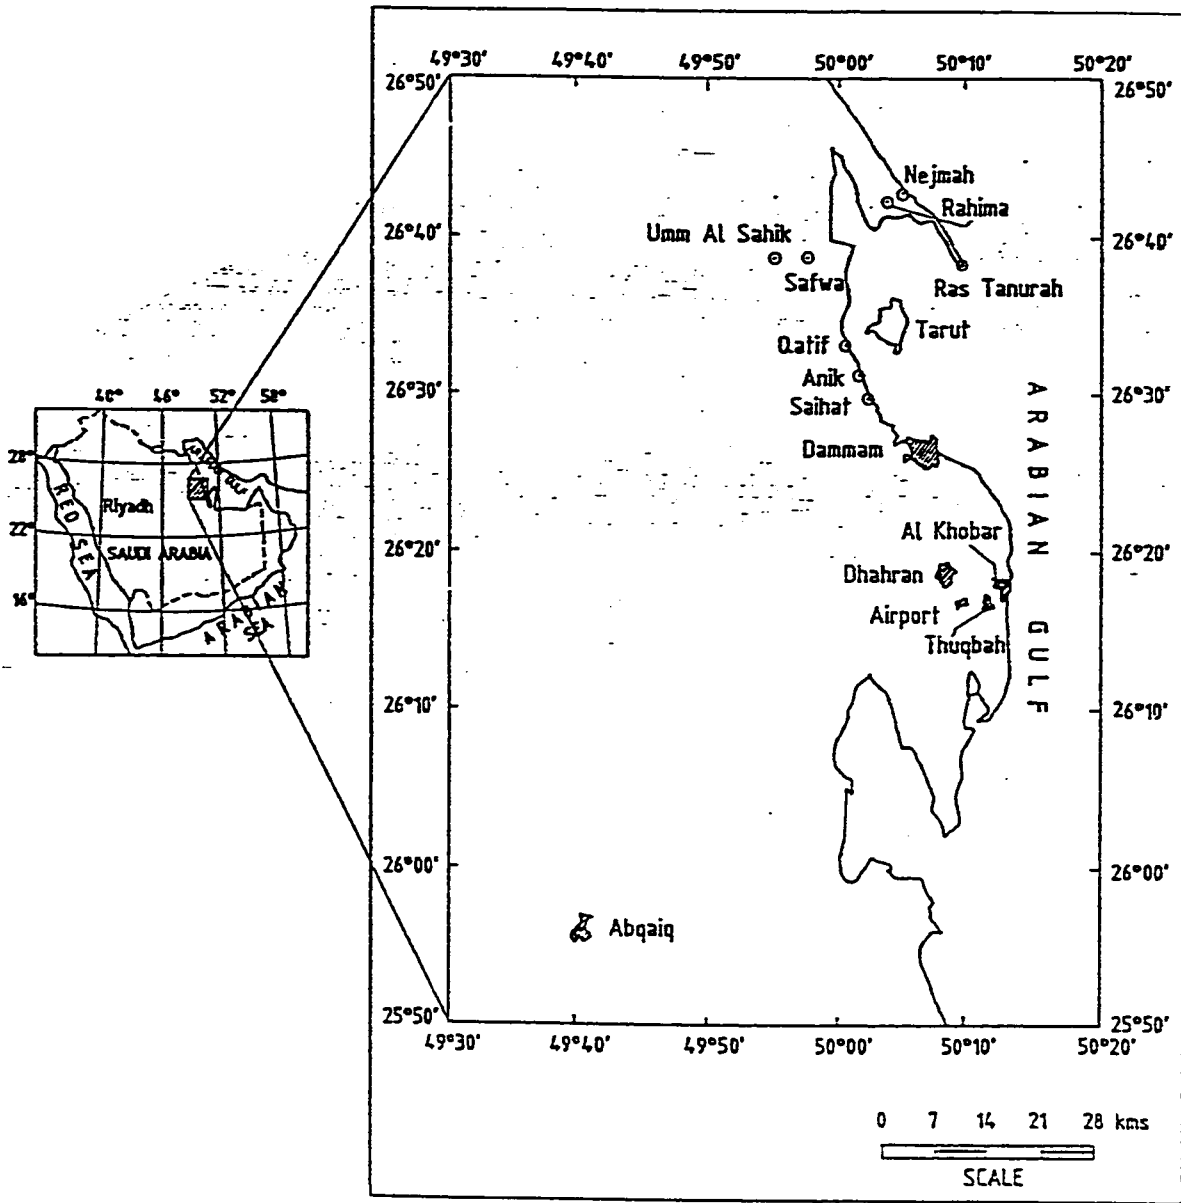 49°30' 49°40' 49°50' 50°00' 50°10' 50°20'
26°50' 26°50'
Nejmah
Rahima
26°40' Umm Al Sahik 26°40'
Safwa Ras Tanurah
Tarut
Qatif
Anik
26°30' 26°30'
Saihat
Dammam
ARABIAN GULF
Al Khobar
26°20' 26°20'
Dhahran
Airport
Thuqbah
26°10' 26°10'
26°00' 26°00'
Abqaiq
25°50' 25°50'
49°30' 49°40' 49°50' 50°00' 50°10' 50°20'
0 7 14 21 28 kms
SCALE
40° 46° 52° 58°
28°
Riyadh
RED SEA
22°
SAUDI ARABIA
16°
ARABIAN
SEA